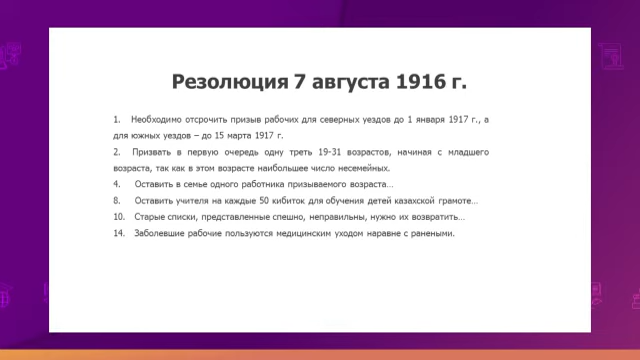 Резолюция 7 августа 1916 г.
1. Необходимо отсрочить призыв рабочих для северных уездов до 1 января 1917 г., а
для южных уездов – до 15 марта 1917 г.
2. Призвать в первую очередь одну треть 19-31 возрастов, начиная с младшего
возраста, так как в этом возрасте наибольшее число несемейных.
4. Оставить в семье одного работника призываемого возраста…
8. Оставить учителя на каждые 50 кибиток для обучения детей казахской грамоте…
10. Старые списки, представленные спешно, неправильны, нужно их возвратить…
14. Заболевшие рабочие пользуются медицинским уходом наравне с ранеными.